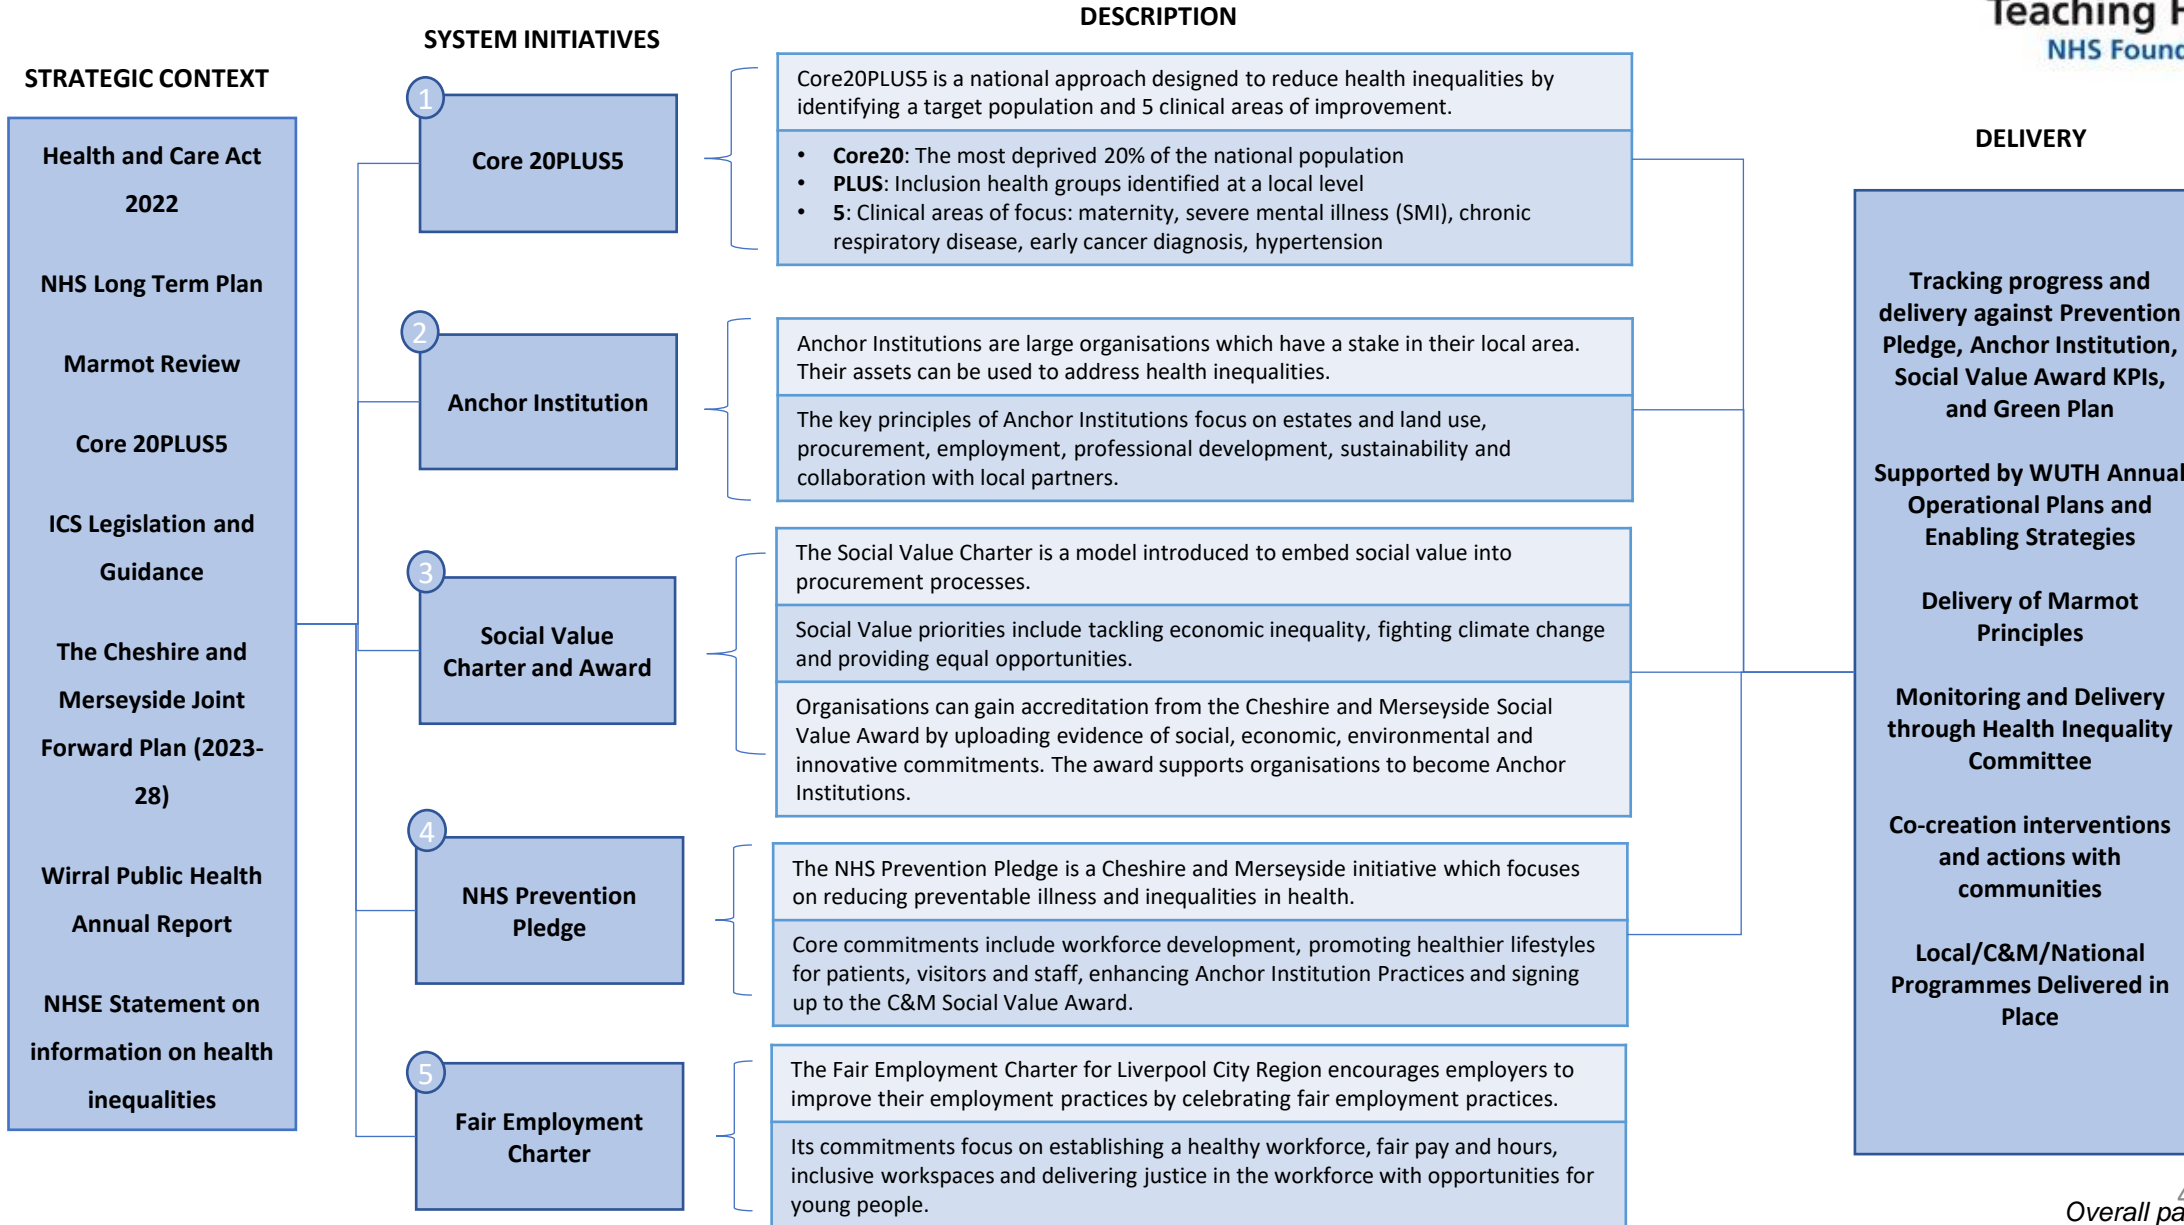 DESCRIPTION
Teaching
NHS
SYSTEM INITIATIVES
STRATEGIC CONTEXT
DELIVERY
Health and Care Act
2022
NHS Long Term Plan
Marmot Review
Core 20PLUS5
ICS Legislation and
Guidance
The Cheshire and
Merseyside Joint
Forward Plan (2023-
28)
Wirral Public Health
Annual Report
NHSE Statement on
information on health
inequalities
1
Core 20PLUS5
Core20PLUS5 is a national approach designed to reduce health inequalities by
identifying a target population and 5 clinical areas of improvement.
• Core20: The most deprived 20% of the national population
• PLUS: Inclusion health groups identified at a local level
• 5: Clinical areas of focus: maternity, severe mental illness (SMI), chronic
respiratory disease, early cancer diagnosis, hypertension
2
Anchor Institution
Anchor Institutions are large organisations which have a stake in their local area.
Their assets can be used to address health inequalities.
The key principles of Anchor Institutions focus on estates and land use,
procurement, employment, professional development, sustainability and
collaboration with local partners.
3
Social Value
Charter and Award
The Social Value Charter is a model introduced to embed social value into
procurement processes.
Social Value priorities include tackling economic inequality, fighting climate change
and providing equal opportunities.
Organisations can gain accreditation from the Cheshire and Merseyside Social
Value Award by uploading evidence of social, economic, environmental and
innovative commitments. The award supports organisations to become Anchor
Institutions.
4
NHS Prevention
Pledge
The NHS Prevention Pledge is a Cheshire and Merseyside initiative which focuses
on reducing preventable illness and inequalities in health.
Core commitments include workforce development, promoting healthier lifestyles
for patients, visitors and staff, enhancing Anchor Institution Practices and signing
up to the C&M Social Value Award.
5
Fair Employment
Charter
The Fair Employment Charter for Liverpool City Region encourages employers to
improve their employment practices by celebrating fair employment practices.
Its commitments focus on establishing a healthy workforce, fair pay and hours,
inclusive workspaces and delivering justice in the workforce with opportunities for
young people.
Tracking progress and
delivery against Prevention
Pledge, Anchor Institution,
Social Value Award KPIs,
and Green Plan
Supported by WUTH Annual
Operational Plans and
Enabling Strategies
Delivery of Marmot
Principles
Monitoring and Delivery
through Health Inequality
Committee
Co-creation interventions
and actions with
communities
Local/C&M/National
Programmes Delivered in
Place
Overall